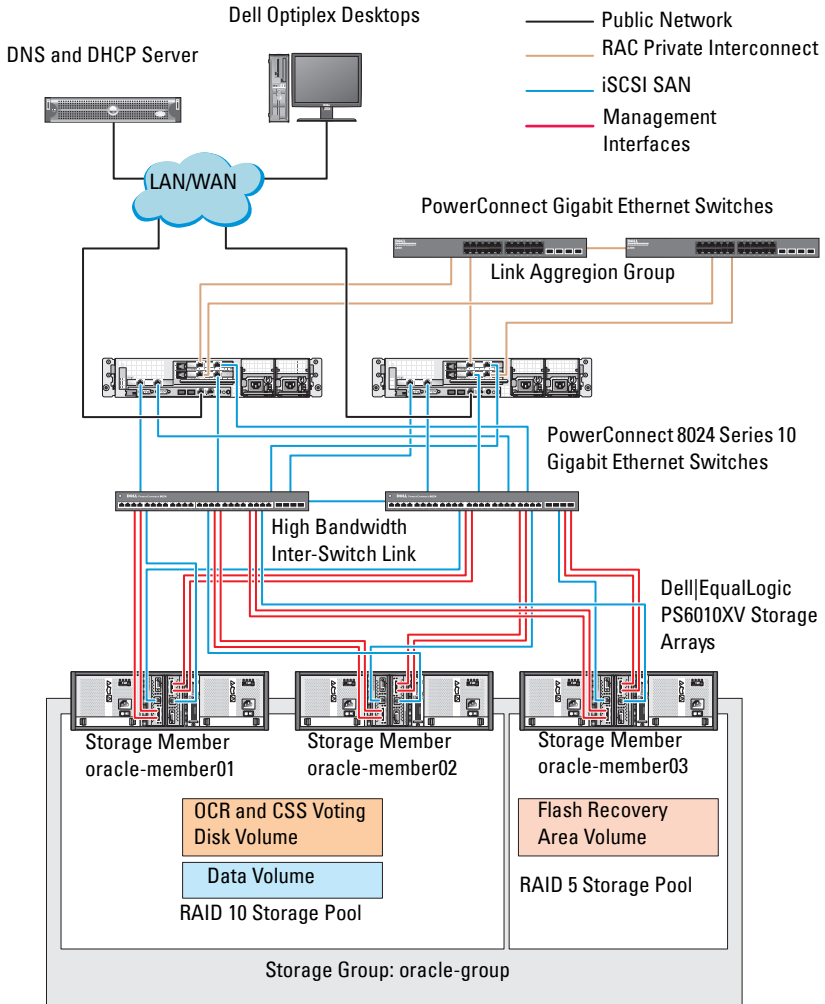 Dell Optiplex Desktops
DNS and DHCP Server
Public Network
RAC Private Interconnect
iSCSI SAN
Management
Interfaces
LAN/WAN
PowerConnect Gigabit Ethernet Switches
Link Aggregion Group
PowerConnect 8024 Series 10
Gigabit Ethernet Switches
High Bandwidth
Inter-Switch Link
Dell|EqualLogic
PS6010XV Storage
Arrays
Storage Member
oracle-member01
Storage Member
oracle-member02
Storage Member
oracle-member03
OCR and CSS Voting
Disk Volume
Data Volume
RAID 10 Storage Pool
Flash Recovery
Area Volume
RAID 5 Storage Pool
Storage Group: oracle-group